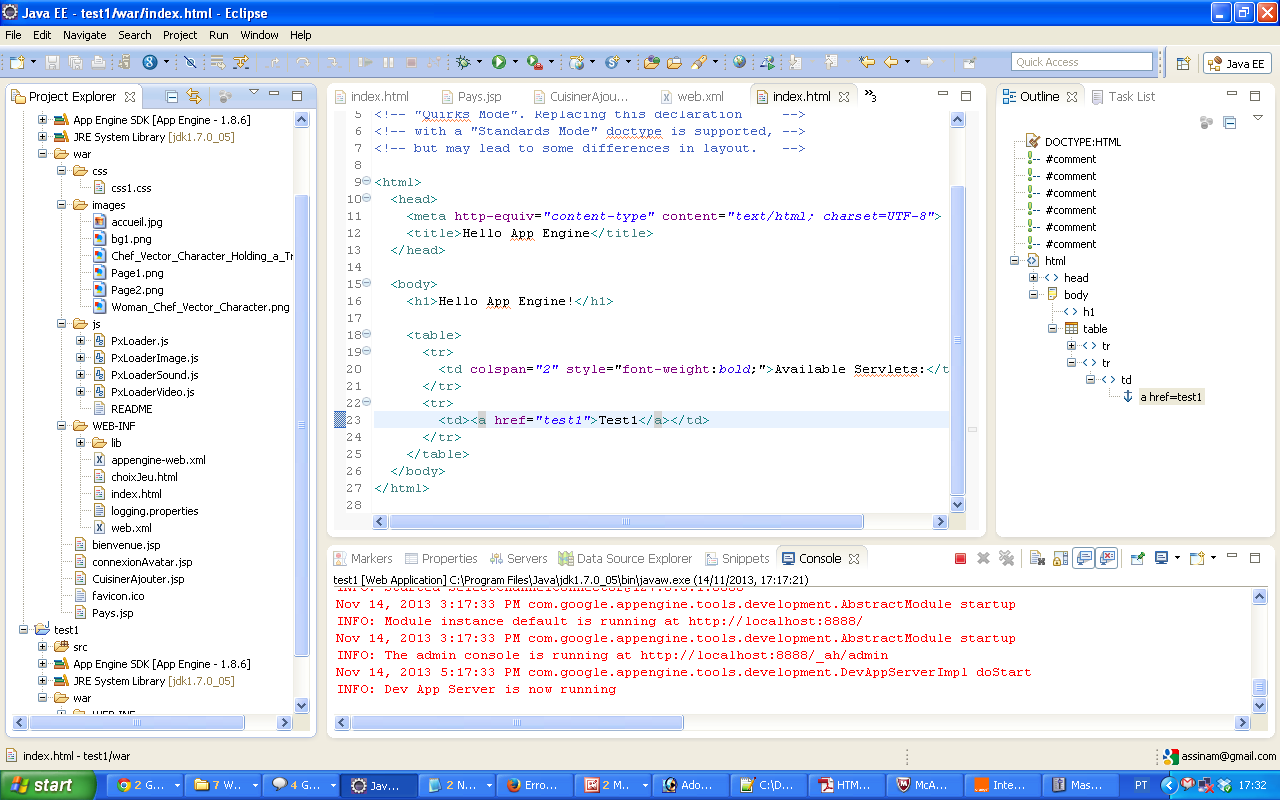 Java EE - test1/war/index.html - Eclipse
File Edit Navigate Search Project Run Window Help
Quick Access
Java EE
Project Explorer
App Engine SDK [App Engine - 1.8.6]
JRE System Library [jdk1.7.0_05]
war
css
css1.css
images
accueil.jpg
bg1.png
Chef_Vector_Character_Holding_a_Tr
Page1.png
Page2.png
Woman_Chef_Vector_Character.png
js
PxLoader.js
PxLoaderImage.js
PxLoaderSound.js
PxLoaderVideo.js
README
WEB-INF
lib
appengine-web.xml
choixJeu.html
index.html
logging.properties
web.xml
bienvenue.jsp
connexionAvatar.jsp
CuisinerAjouter.jsp
favicon.ico
Pays.jsp
test1
src
App Engine SDK [App Engine - 1.8.6]
JRE System Library [jdk1.7.0_05]
war
WEB-INF
index.html Pays.jsp CuisinerAjou... web.xml index.html 3
5 <!-- "Quirks Mode". Replacing this declaration -->
6 <!-- with a "Standards Mode" doctype is supported, -->
7 <!-- but may lead to some differences in layout. -->
8
9 <html>
10 <head>
11 <meta http-equiv="content-type" content="text/html; charset=UTF-8">
12 <title>Hello App Engine</title>
13 </head>
14
15 <body>
16 <h1>Hello App Engine!</h1>
17
18 <table>
19 <tr>
20 <td colspan="2" style="font-weight:bold;">Available Servlets:</t
21 </tr>
22 <tr>
23 <td><a href="test1">Test1</a></td>
24 </tr>
25 </table>
26 </body>
27 </html>
28
Outline Task List
DOCTYPE:HTML
#comment
#comment
#comment
#comment
#comment
#comment
html
head
body
h1
table
tr
tr
td
a href=test1
Markers Properties Servers Data Source Explorer Snippets Console
test1 [Web Application] C:\Program Files\Java\jdk1.7.0_05\bin\javaw.exe (14/11/2013, 17:17:21)
INFO: Started SelectChannelConnector@127.0.0.1:8888
Nov 14, 2013 3:17:33 PM com.google.appengine.tools.development.AbstractModule startup
INFO: Module instance default is running at http://localhost:8888/
Nov 14, 2013 3:17:33 PM com.google.appengine.tools.development.AbstractModule startup
INFO: The admin console is running at http://localhost:8888/_ah/admin
Nov 14, 2013 5:17:33 PM com.google.appengine.tools.development.DevAppServerImpl doStart
INFO: Dev App Server is now running
index.html - test1/war
assinam@gmail.com
start 2 G... 7 W... 4 G... Jav... 2 N... Erro... 2 M... Ado... C:\D... HTM... McA... Inte... Mas... PT 17:32